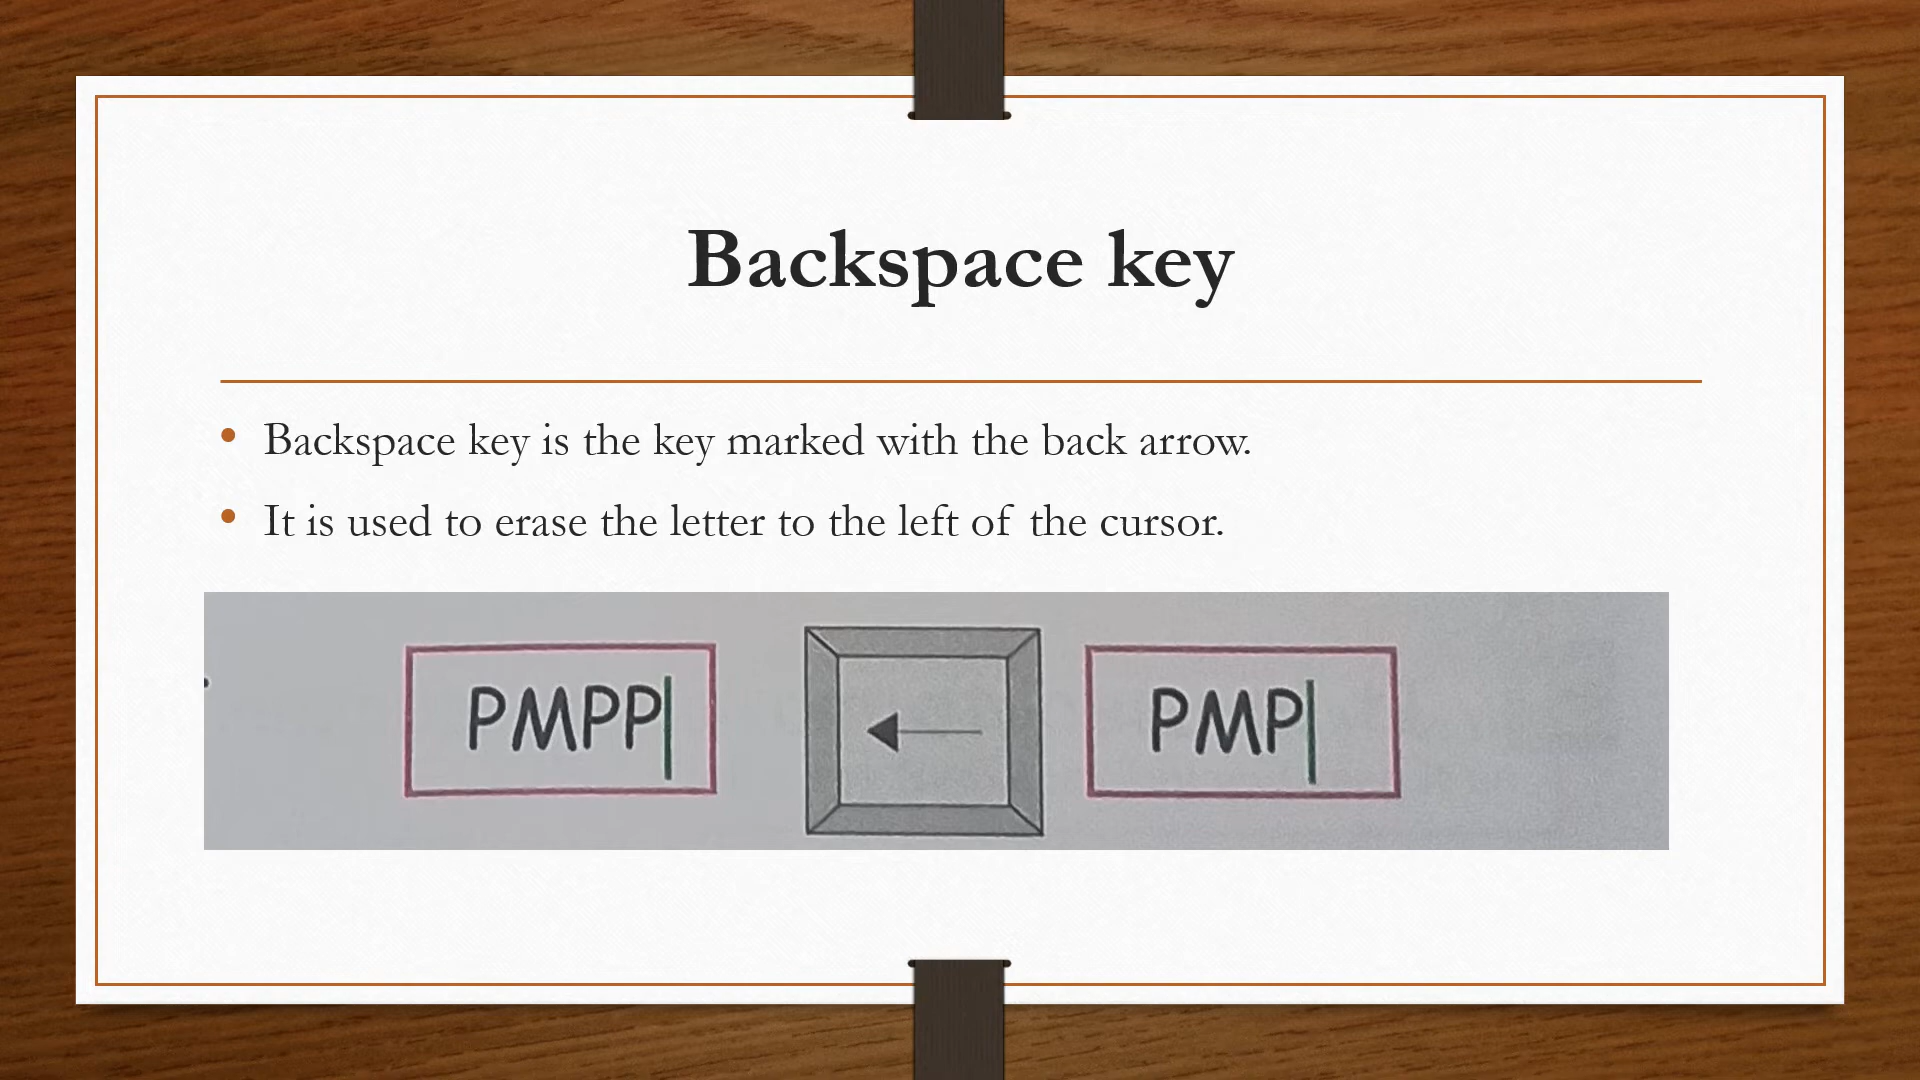 Backspace key
Backspace key is the key marked with the back arrow.
It is used to erase the letter to the left of the cursor.
PMPP PMP